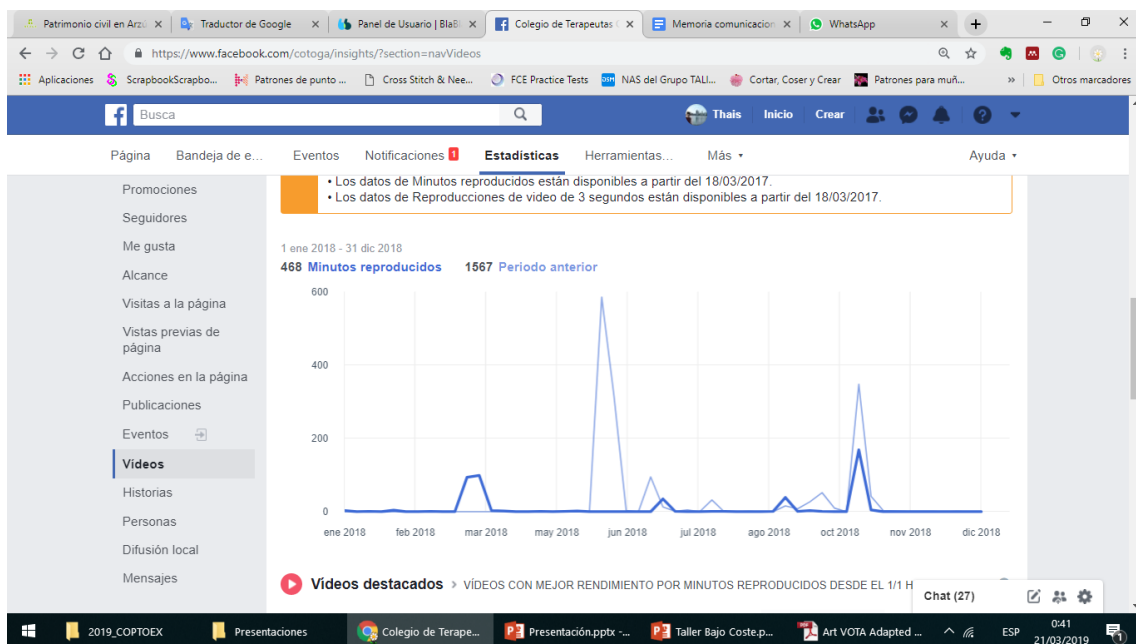 Patrimonio civil en Arzú
Traductor de Google
Panel de Usuario | Bla
Colegio de Terapeutas
Memoria comunicacion
WhatsApp
https://www.facebook.com/cotoga/insights/?section=navVideos
Aplicaciones
ScrapbookScrapbo...
Patrones de punto ...
Cross Stitch & Nee...
FCE Practice Tests
NAS del Grupo TALI...
Cortar, Coser y Crear
Patrones para muñ...
»
Otros marcadores
Busca
Thais
Inicio
Crear
Página
Bandeja de e...
Eventos
Notificaciones 1
Estadísticas
Herramientas...
Más
Ayuda
Promociones
Seguidores
Me gusta
Alcance
Visitas a la página
Vistas previas de
página
Acciones en la página
Publicaciones
Eventos
Vídeos
Historias
Personas
Difusión local
Mensajes
• Los datos de Minutos reproducidos están disponibles a partir del 18/03/2017.
• Los datos de Reproducciones de video de 3 segundos están disponibles a partir del 18/03/2017.
1 ene 2018 - 31 dic 2018
468 Minutos reproducidos 1567 Periodo anterior
600
400
200
0
ene 2018 feb 2018 mar 2018 may 2018 jun 2018 jul 2018 ago 2018 oct 2018 nov 2018 dic 2018
Vídeos destacados › VÍDEOS CON MEJOR RENDIMIENTO POR MINUTOS REPRODUCIDOS DESDE EL 1/1 H
Chat (27)
2019_COPTOEX
Presentaciones
Colegio de Terape...
Presentación.pptx -...
Taller Bajo Coste.p...
Art VOTA Adapted ...
ESP
0:41
21/03/2019